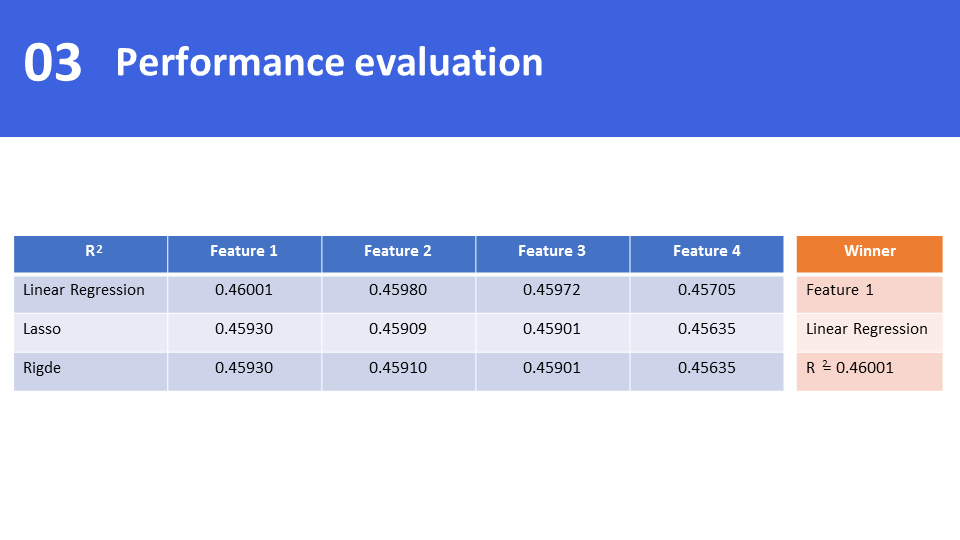 03 Performance evaluation
R² Feature 1 Feature 2 Feature 3 Feature 4 Winner
Linear Regression 0.46001 0.45980 0.45972 0.45705 Feature 1
Lasso 0.45930 0.45909 0.45901 0.45635 Linear Regression
Rigde 0.45930 0.45910 0.45901 0.45635 R ²= 0.46001